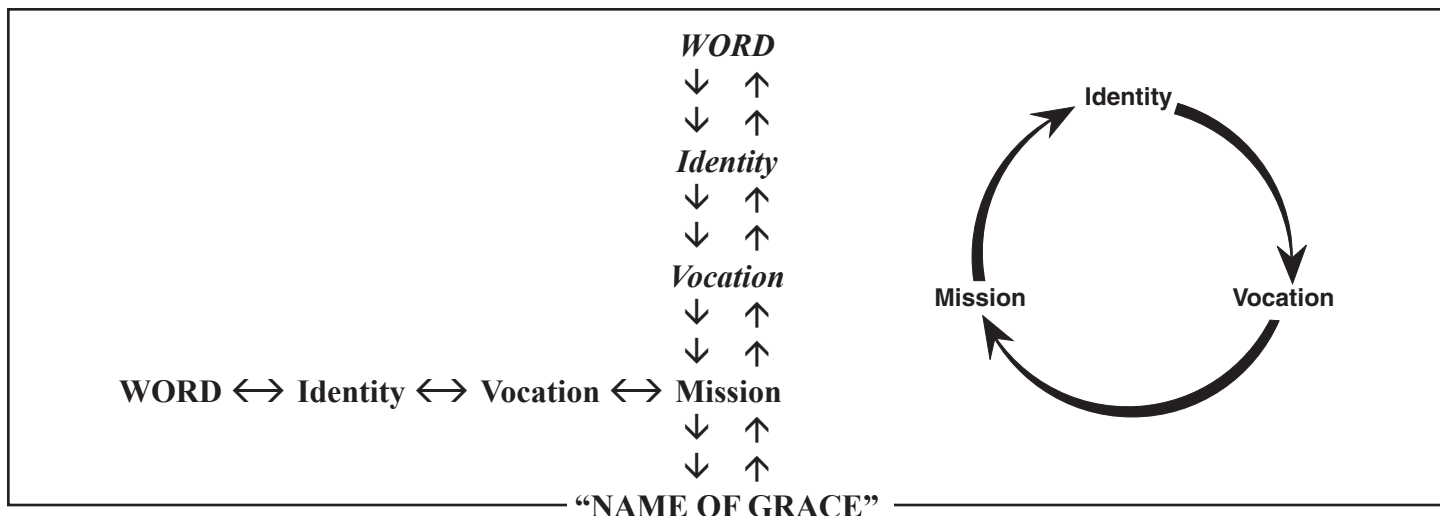 WORD
↓ ↑
↓ ↑
Identity
↓ ↑
↓ ↑
Vocation
↓ ↑
↓ ↑
WORD ↔ Identity ↔ Vocation ↔ Mission
↓ ↑
↓ ↑
“NAME OF GRACE”
Identity
Mission
Vocation